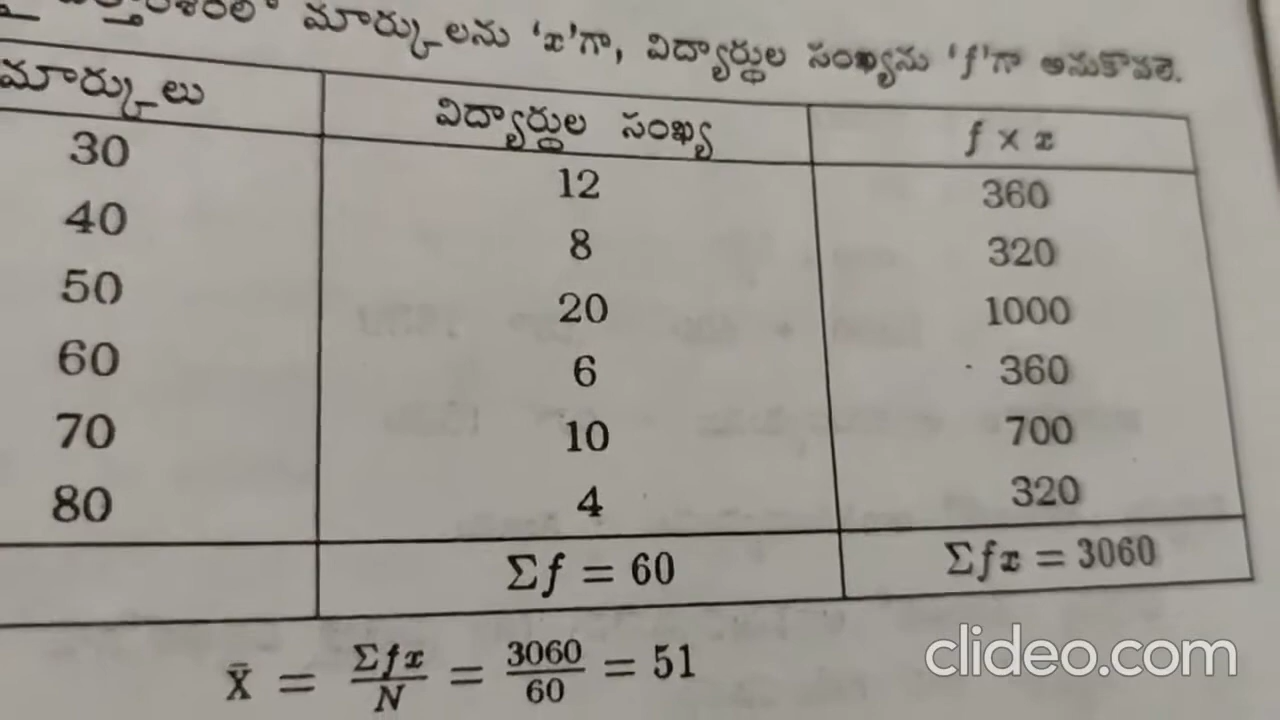 మార్కులను ‘x’గా, విద్యార్థుల సంఖ్యను ‘f’గా అనుకొవలె.
మార్కులు విద్యార్థుల సంఖ్య f × x
30 12 360
40 8 320
50 20 1000
60 6 360
70 10 700
80 4 320
Σf = 60 Σfx = 3060
X̄ = Σfx/N = 3060/60 = 51
clideo.com